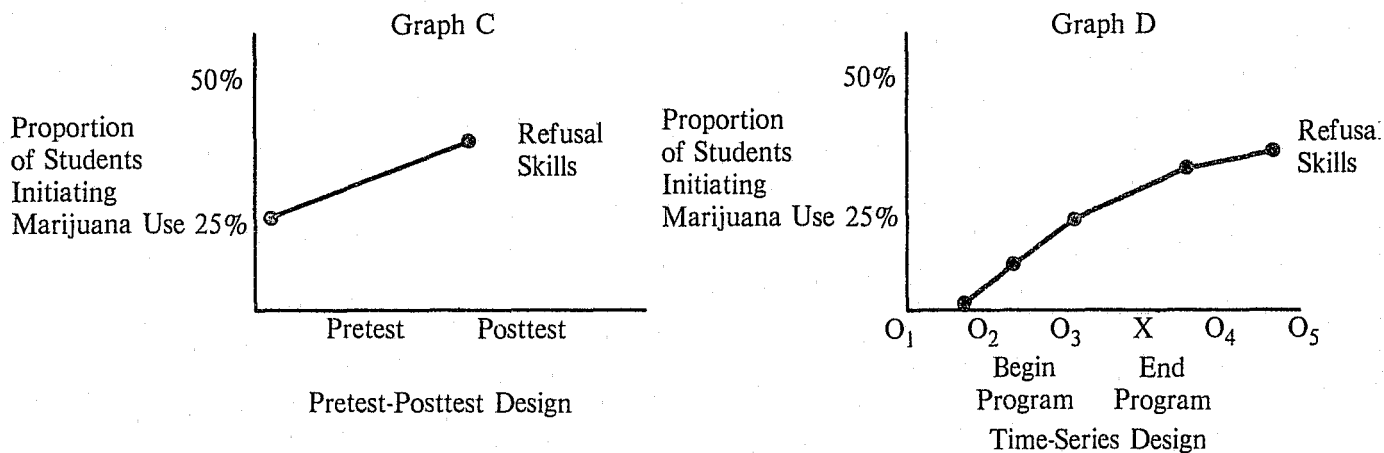 Graph C
50%
Proportion
of Students
Initiating
Marijuana Use 25%
Refusal
Skills
Pretest Posttest
Pretest-Posttest Design
Graph D
50%
Proportion
of Students
Initiating
Marijuana Use 25%
Refusa
Skills
O₁ O₂ O₃ X O₄ O₅
Begin End
Program Program
Time-Series Design